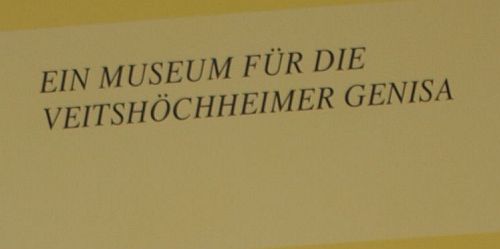 EIN MUSEUM FÜR DIE
VEITSHÖCHHEIMER GENISA